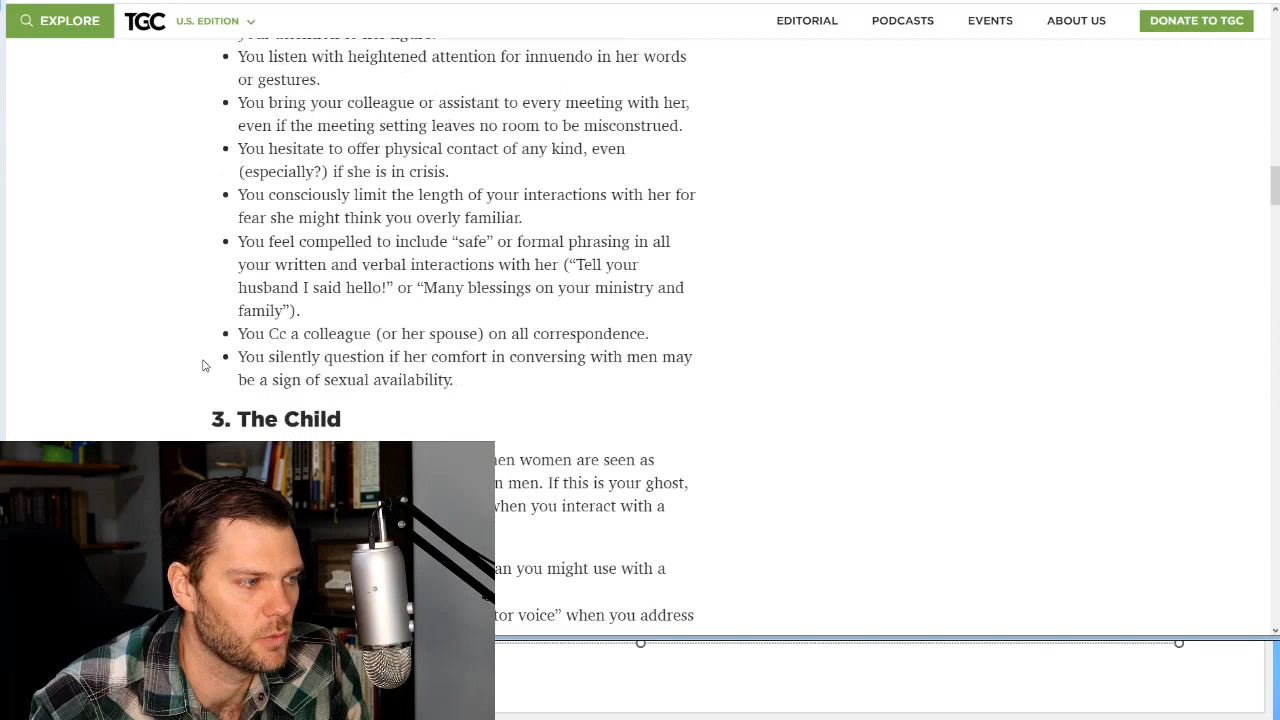 EXPLORE
TGC
U.S. EDITION
EDITORIAL
PODCASTS
EVENTS
ABOUT US
DONATE TO TGC
• You listen with heightened attention for innuendo in her words
or gestures.
• You bring your colleague or assistant to every meeting with her,
even if the meeting setting leaves no room to be misconstrued.
• You hesitate to offer physical contact of any kind, even
(especially?) if she is in crisis.
• You consciously limit the length of your interactions with her for
fear she might think you overly familiar.
• You feel compelled to include “safe” or formal phrasing in all
your written and verbal interactions with her (“Tell your
husband I said hello!” or “Many blessings on your ministry and
family”).
• You Cc a colleague (or her spouse) on all correspondence.
• You silently question if her comfort in conversing with men may
be a sign of sexual availability.
3. The Child
women are seen as
men. If this is your ghost,
when you interact with a
you might use with a
voice” when you address